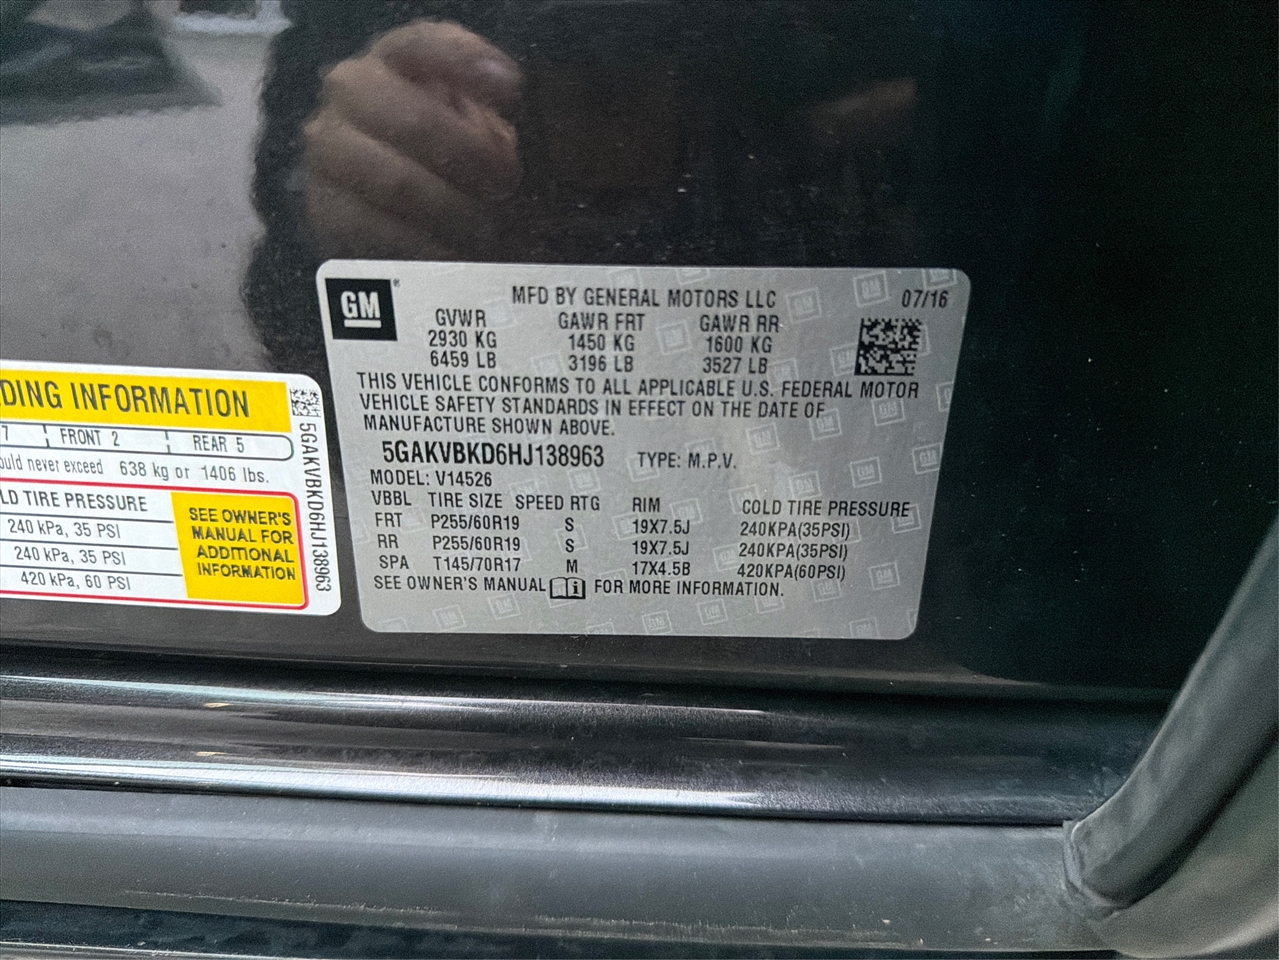 DING INFORMATION
7 FRONT 2 REAR 5
ould never exceed 638 kg or 1406 lbs.
LD TIRE PRESSURE
240 kPa, 35 PSI
240 kPa, 35 PSI
420 kPa, 60 PSI
SEE OWNER'S
MANUAL FOR
ADDITIONAL
INFORMATION
5GAKVBKD6HJ138963
GM
MFD BY GENERAL MOTORS LLC 07/16
GVWR GAWR FRT GAWR RR
2930 KG 1450 KG 1600 KG
6459 LB 3196 LB 3527 LB
THIS VEHICLE CONFORMS TO ALL APPLICABLE U.S. FEDERAL MOTOR
VEHICLE SAFETY STANDARDS IN EFFECT ON THE DATE OF
MANUFACTURE SHOWN ABOVE.
5GAKVBKD6HJ138963 TYPE: M.P.V.
MODEL: V14526
VBBL TIRE SIZE SPEED RTG RIM COLD TIRE PRESSURE
FRT P255/60R19 S 19X7.5J 240KPA(35PSI)
RR P255/60R19 S 19X7.5J 240KPA(35PSI)
SPA T145/70R17 M 17X4.5B 420KPA(60PSI)
SEE OWNER'S MANUAL FOR MORE INFORMATION.